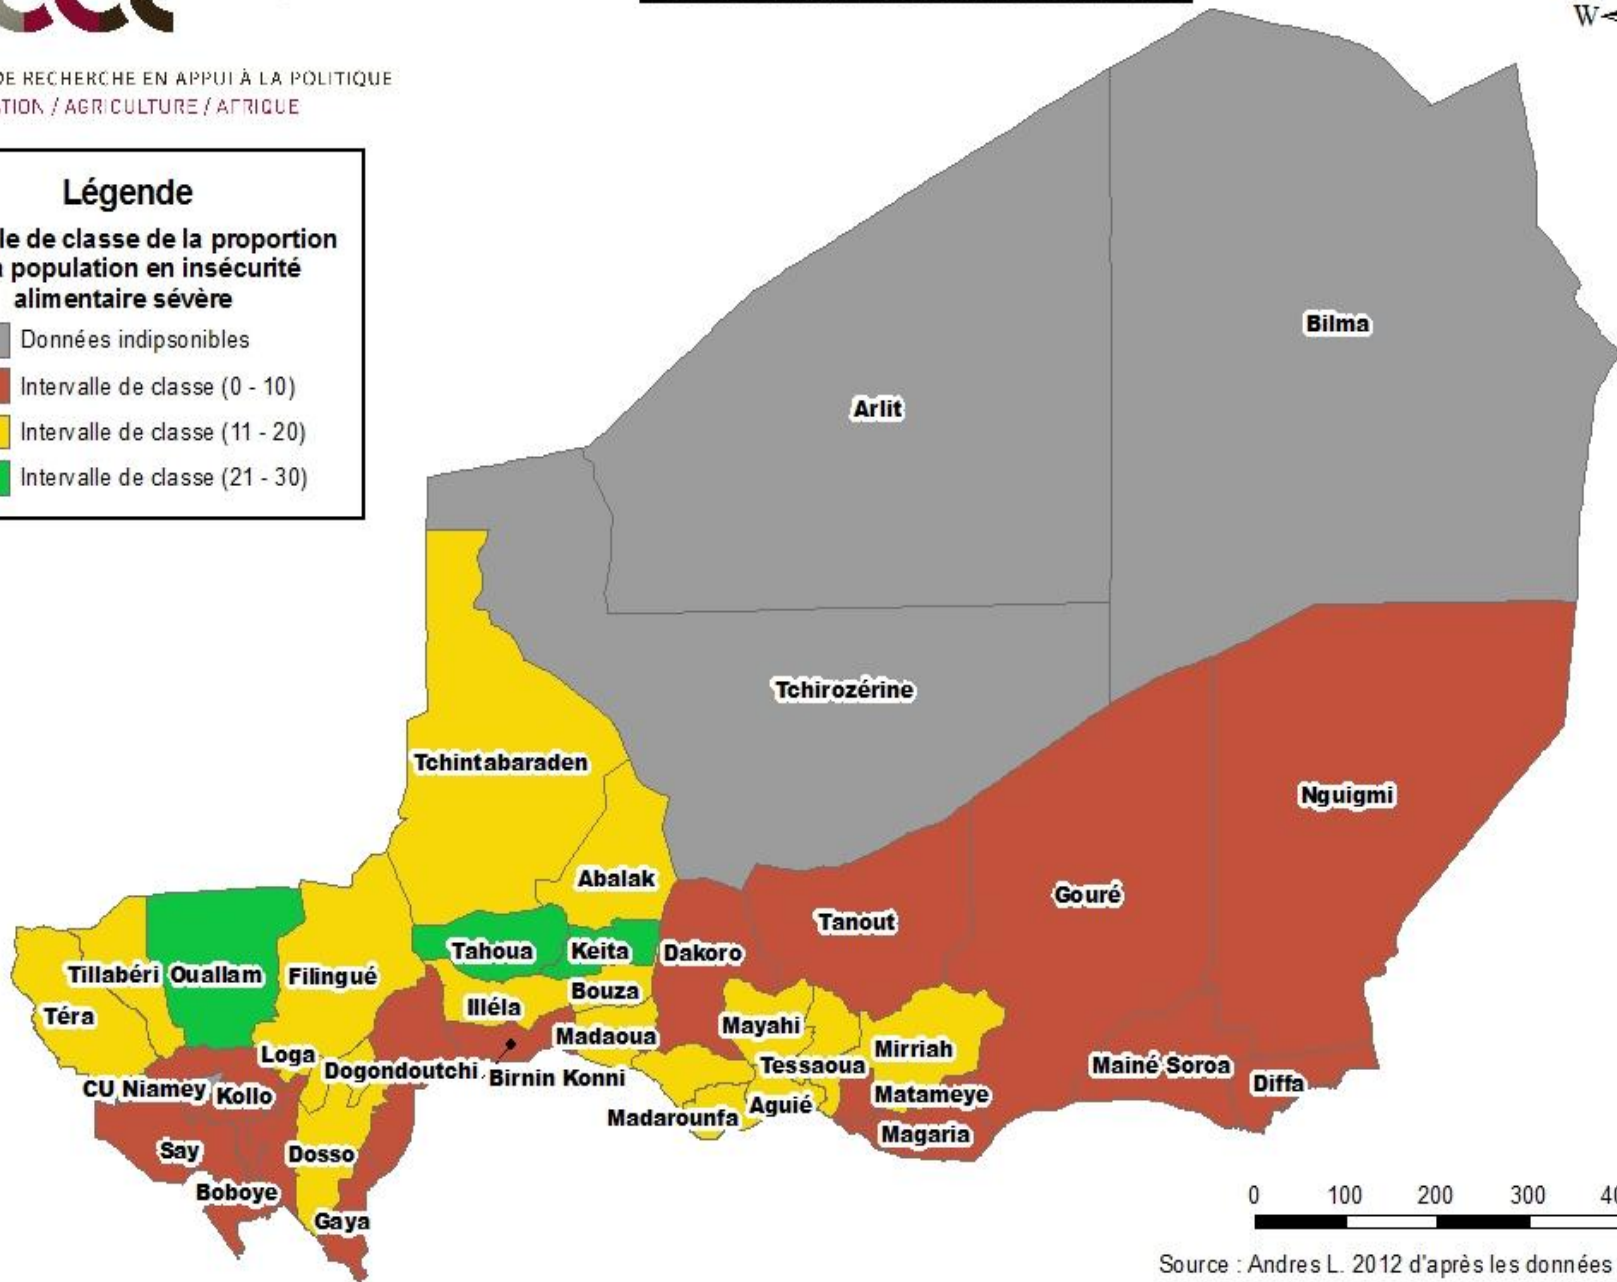 W
DE RECHERCHE EN APPUI À LA POLITIQUE
TION / AGRICULTURE / AFRIQUE
Légende
le de classe de la proportion
a population en insécurité
alimentaire sévère
Données indipsonibles
Intervalle de classe (0 - 10)
Intervalle de classe (11 - 20)
Intervalle de classe (21 - 30)
Bilma
Arlit
Tchirozérine
Tchintabaraden
Nguigmi
Abalak
Gouré
Tanout
Tahoua
Keita
Dakoro
Tillabéri
Ouallam
Filingué
Bouza
Illéla
Téra
Mayahi
Madaoua
Mirriah
Loga
Tessaoua
Mainé Soroa
Dogondoutchi
Birnin Konni
Diffa
CU Niamey
Kollo
Matameye
Aguié
Madarounfa
Magaria
Say
Dosso
Boboye
Gaya
0 100 200 300 40
Source : Andres L. 2012 d'après les données